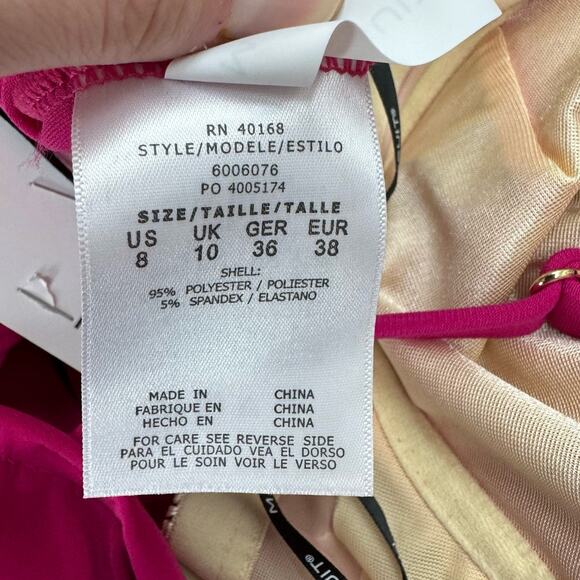 RN 40168
STYLE/MODELE/ESTILO
6006076
PO 4005174
SIZE/TAILLE/TALLE
US UK GER EUR
8 10 36 38
SHELL:
95% POLYESTER / POLIESTER
5% SPANDEX / ELASTANO
MADE IN CHINA
FABRIQUE EN CHINA
HECHO EN CHINA
FOR CARE SEE REVERSE SIDE
PARA EL CUIDADO VEA EL DORSO
POUR LE SOIN VOIR LE VERSO